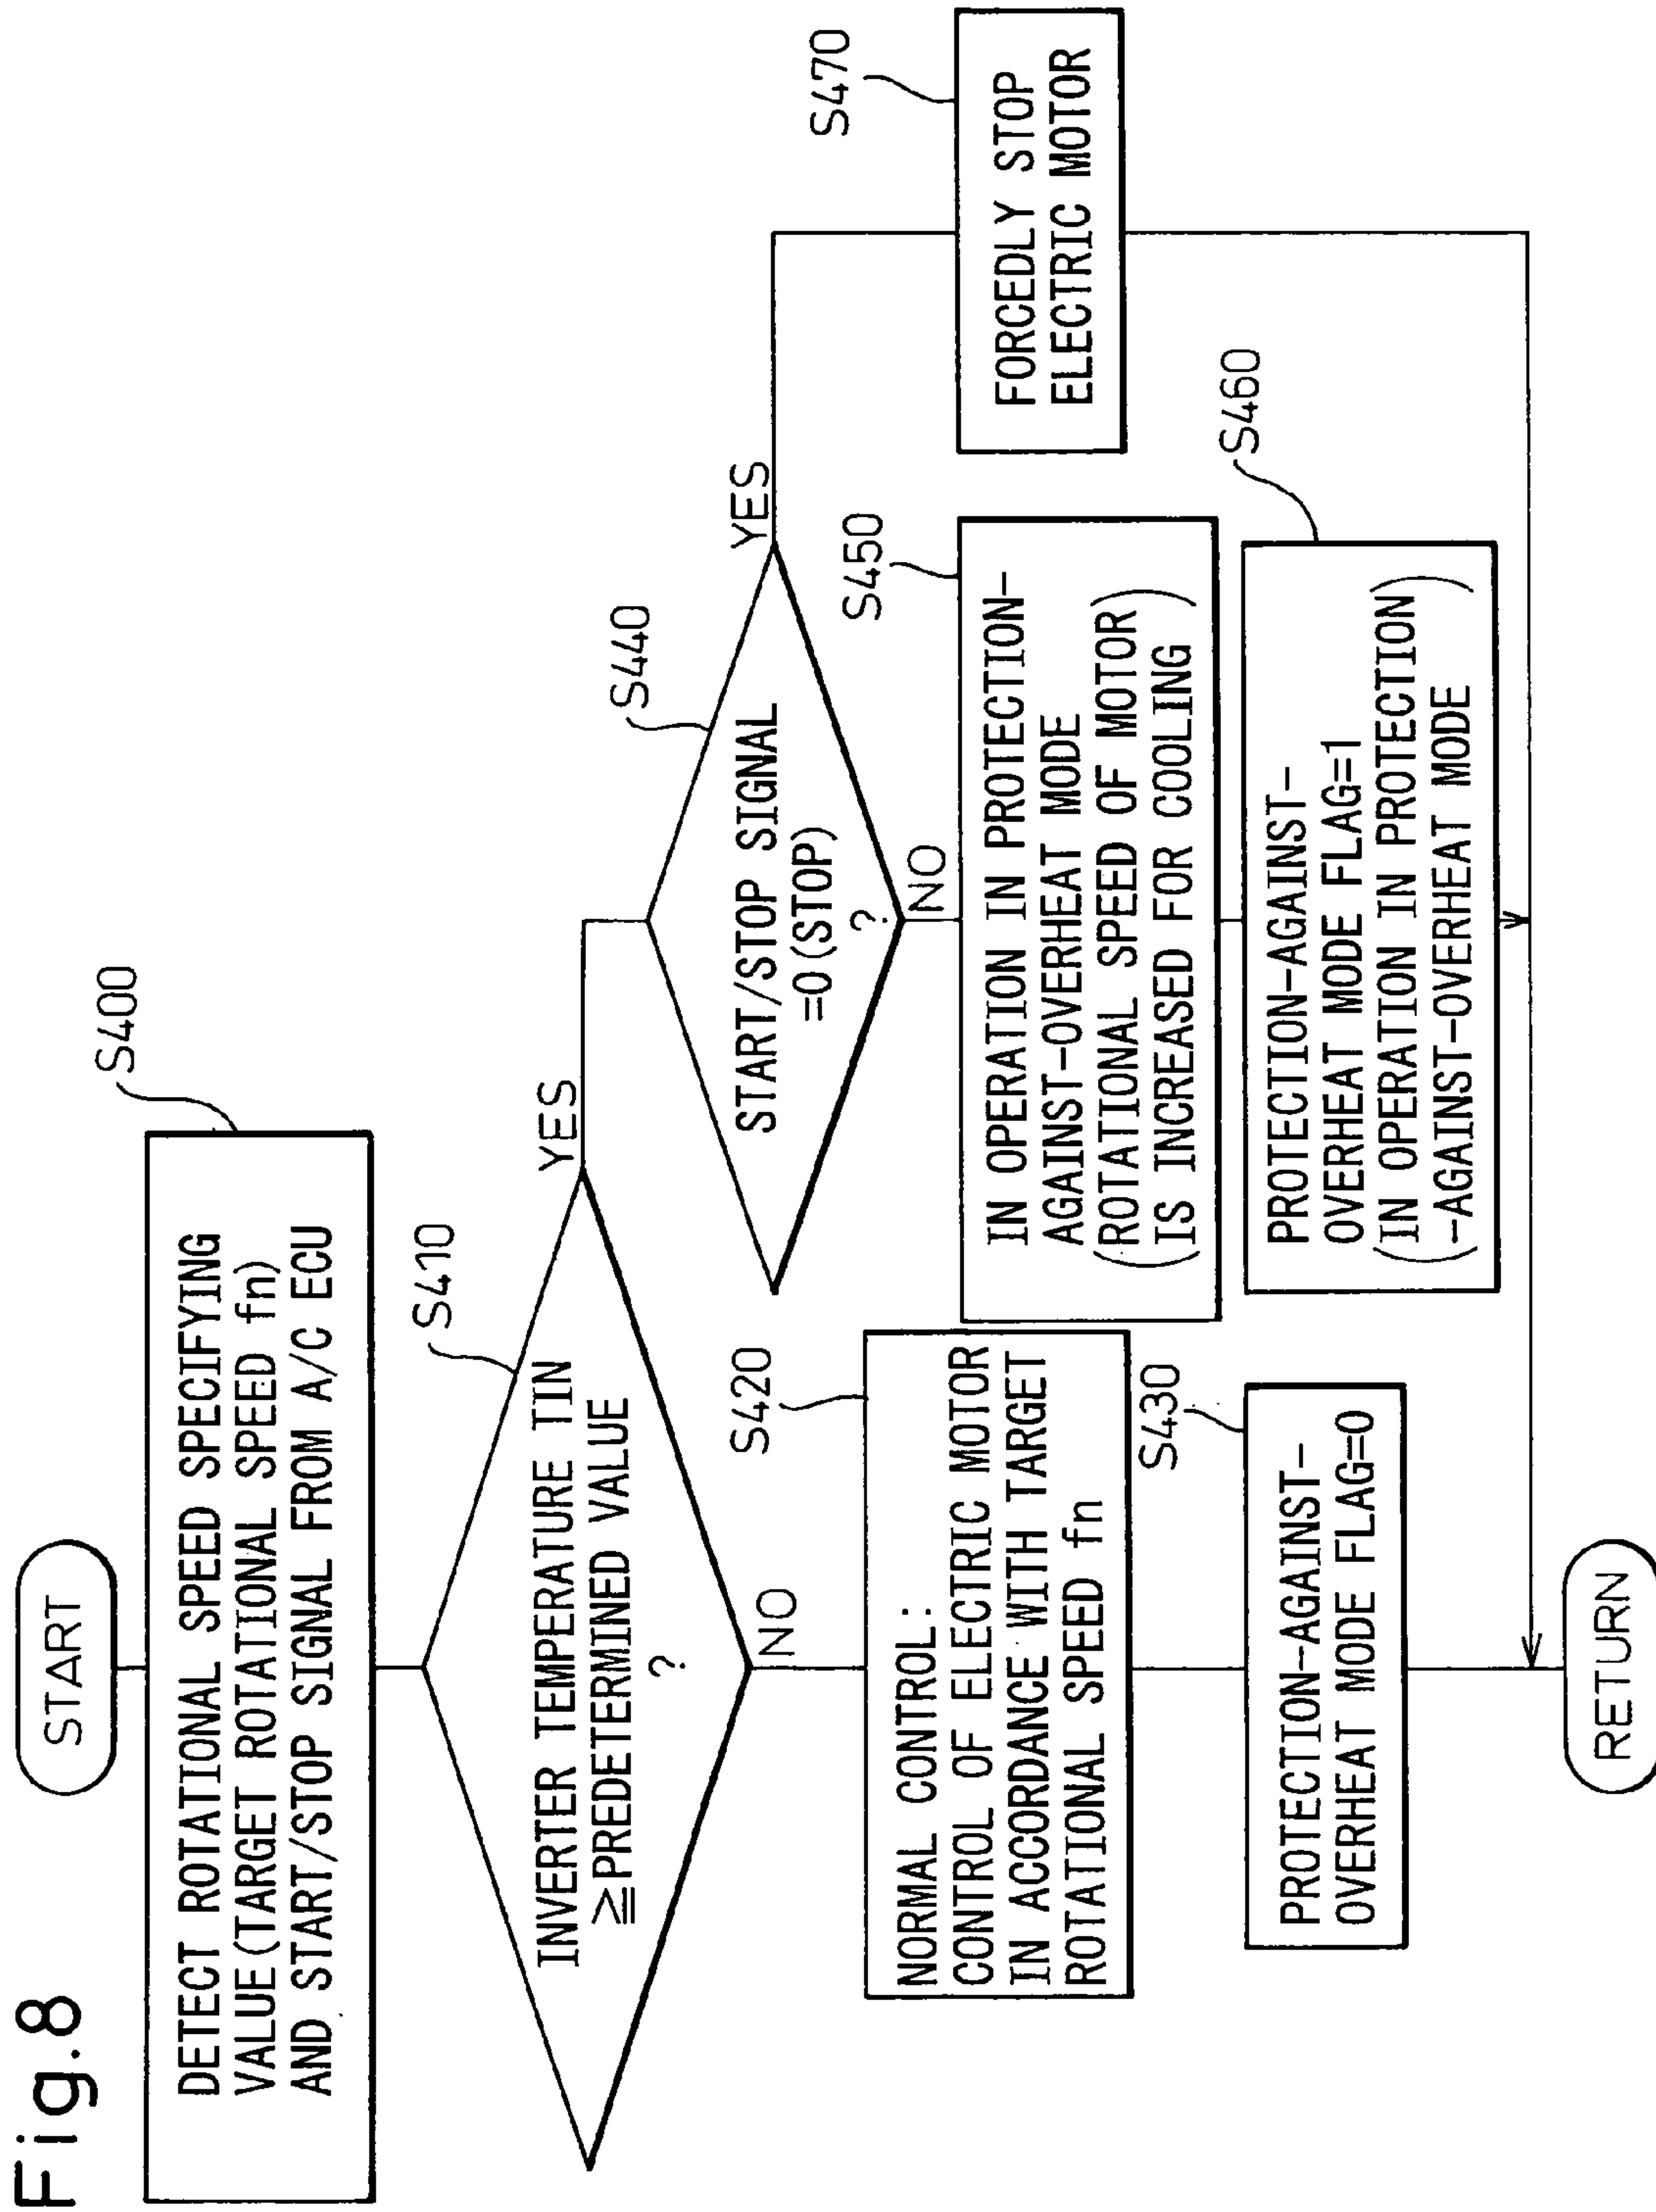 Fig.8
START
S400
DETECT ROTATIONAL SPEED SPECIFYING
VALUE(TARGET ROTATIONAL SPEED fn)
AND START/STOP SIGNAL FROM A/C ECU
S410
INVERTER TEMPERATURE TIN
≧PREDETERMINED VALUE
?
YES
NO
S440
START/STOP SIGNAL
=0(STOP)
?
YES
NO
S420
NORMAL CONTROL:
CONTROL OF ELECTRIC MOTOR
IN ACCORDANCE WITH TARGET
ROTATIONAL SPEED fn
S430
PROTECTION-AGAINST-
OVERHEAT MODE FLAG=0
S450
IN OPERATION IN PROTECTION-
AGAINST-OVERHEAT MODE
(ROTATIONAL SPEED OF MOTOR
IS INCREASED FOR COOLING)
S460
PROTECTION-AGAINST-
OVERHEAT MODE FLAG=1
(IN OPERATION IN PROTECTION
-AGAINST-OVERHEAT MODE)
S470
FORCEDLY STOP
ELECTRIC MOTOR
RETURN